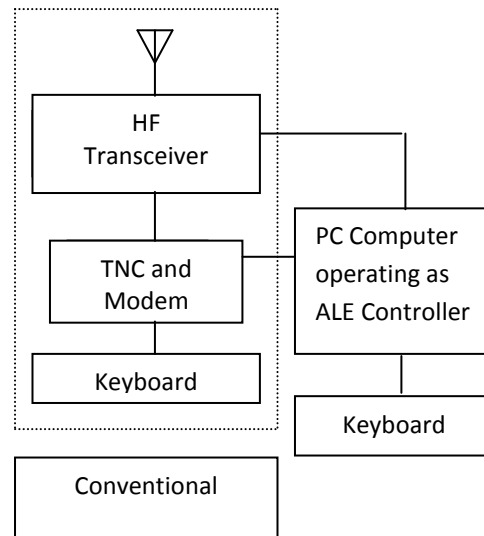 HF
Transceiver
TNC and
Modem
Keyboard
PC Computer
operating as
ALE Controller
Keyboard
Conventional